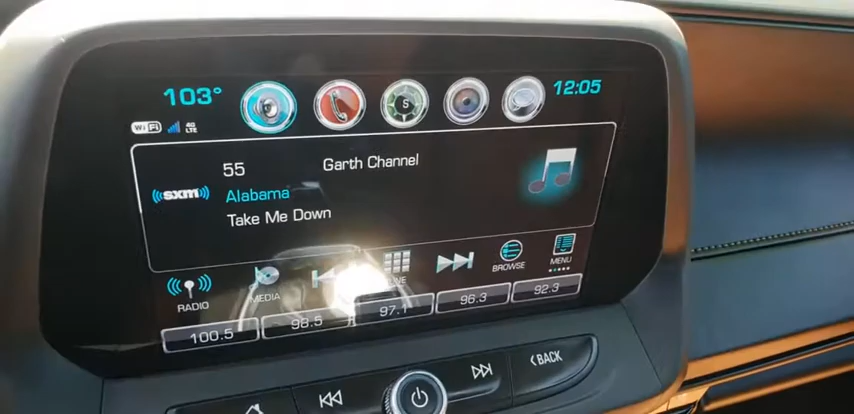 103° 12:05
WiFi 4G LTE
55 Garth Channel
sxm Alabama
Take Me Down
RADIO MEDIA BROWSE MENU
100.5 98.5 97.1 96.3 92.3
BACK